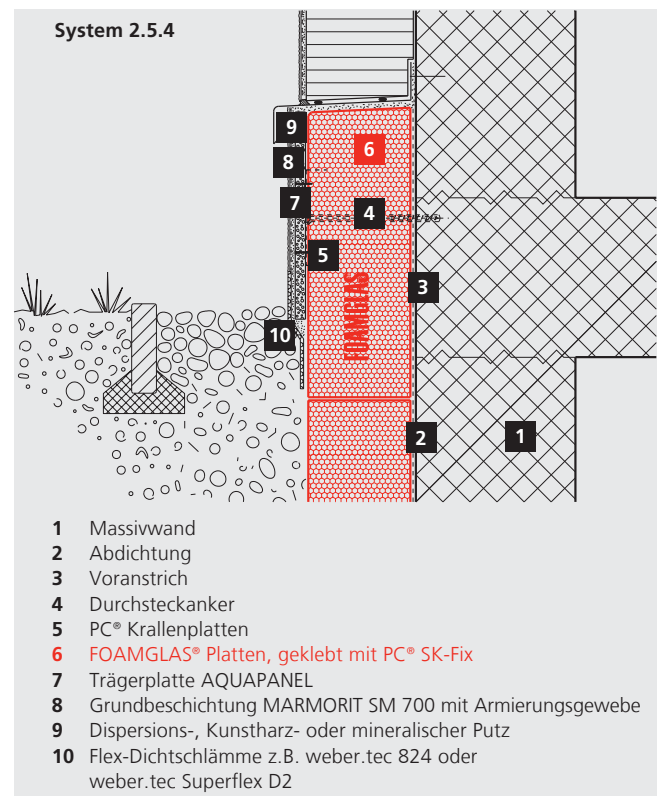 System 2.5.4
9
6
8
7
4
5
3
FOAMGLAS
10
2
1
1 Massivwand
2 Abdichtung
3 Voranstrich
4 Durchsteckanker
5 PC® Krallenplatten
6 FOAMGLAS® Platten, geklebt mit PC® SK-Fix
7 Trägerplatte AQUAPANEL
8 Grundbeschichtung MARMORIT SM 700 mit Armierungsgewebe
9 Dispersions-, Kunstharz- oder mineralischer Putz
10 Flex-Dichtschlämme z.B. weber.tec 824 oder
weber.tec Superflex D2